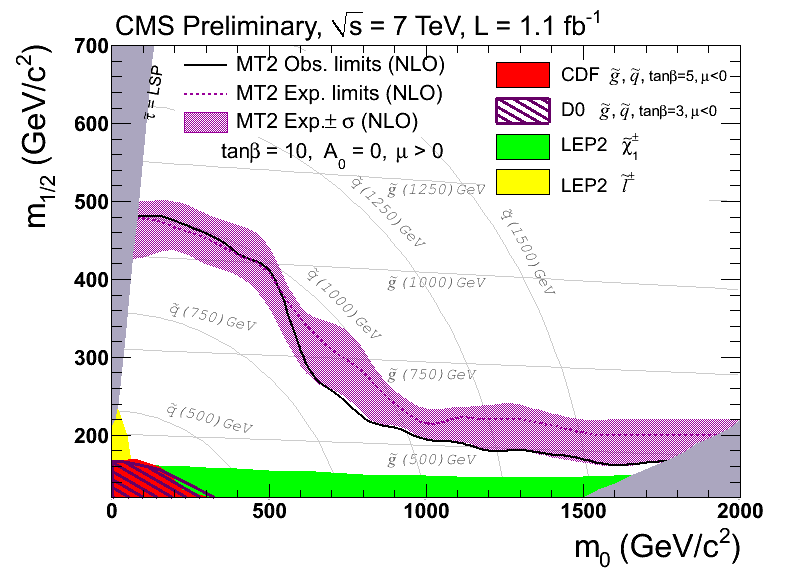 CMS Preliminary, √s = 7 TeV, L = 1.1 fb⁻¹
m₁/₂ (GeV/c²)
700
600
500
400
300
200
τ̃ = LSP
MT2 Obs. limits (NLO)
MT2 Exp. limits (NLO)
MT2 Exp.± σ (NLO)
tanβ = 10, A₀ = 0, μ > 0
CDF g̃, q̃, tanβ=5, μ<0
D0 g̃, q̃, tanβ=3, μ<0
LEP2 χ̃₁±
LEP2 l̃±
g̃(1250)GeV
q̃(1250)GeV
q̃(1500)GeV
g̃(1000)GeV
q̃(1000)GeV
q̃(750)GeV
g̃(750)GeV
q̃(500)GeV
g̃(500)GeV
0 500 1000 1500 2000
m₀ (GeV/c²)